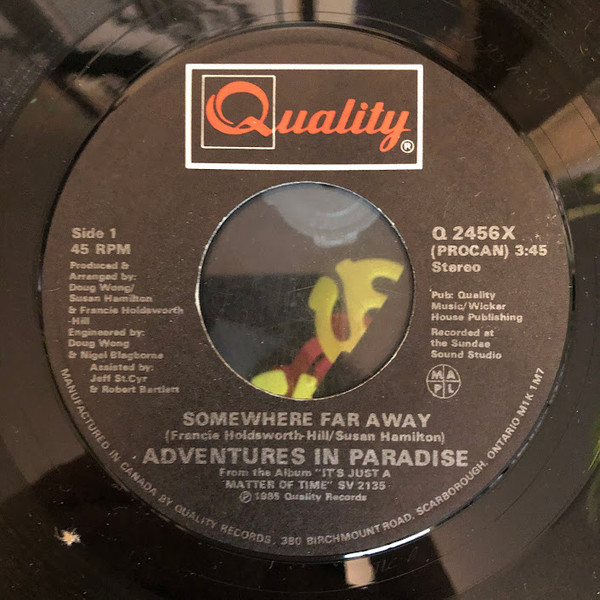 Quality®
Side 1
45 RPM
Produced &
Arranged by:
Doug Wong/
Susan Hamilton
& Francie Holdsworth
-Hill
Engineered by:
Doug Wong
& Nigel Blagborne
Assisted by:
Jeff St.Cyr
& Robert Bartlett
Q 2456X
(PROCAN) 3:45
Stereo
Pub: Quality
Music/Wicker
House Publishing
Recorded at
the Sundae
Sound Studio
M A
P L
SOMEWHERE FAR AWAY
(Francie Holdsworth-Hill/Susan Hamilton)
ADVENTURES IN PARADISE
From the Album "IT'S JUST A
MATTER OF TIME" SV 2135
℗ 1985 Quality Records
MANUFACTURED IN CANADA BY QUALITY RECORDS, 380 BIRCHMOUNT ROAD, SCARBOROUGH, ONTARIO M1K 1M7